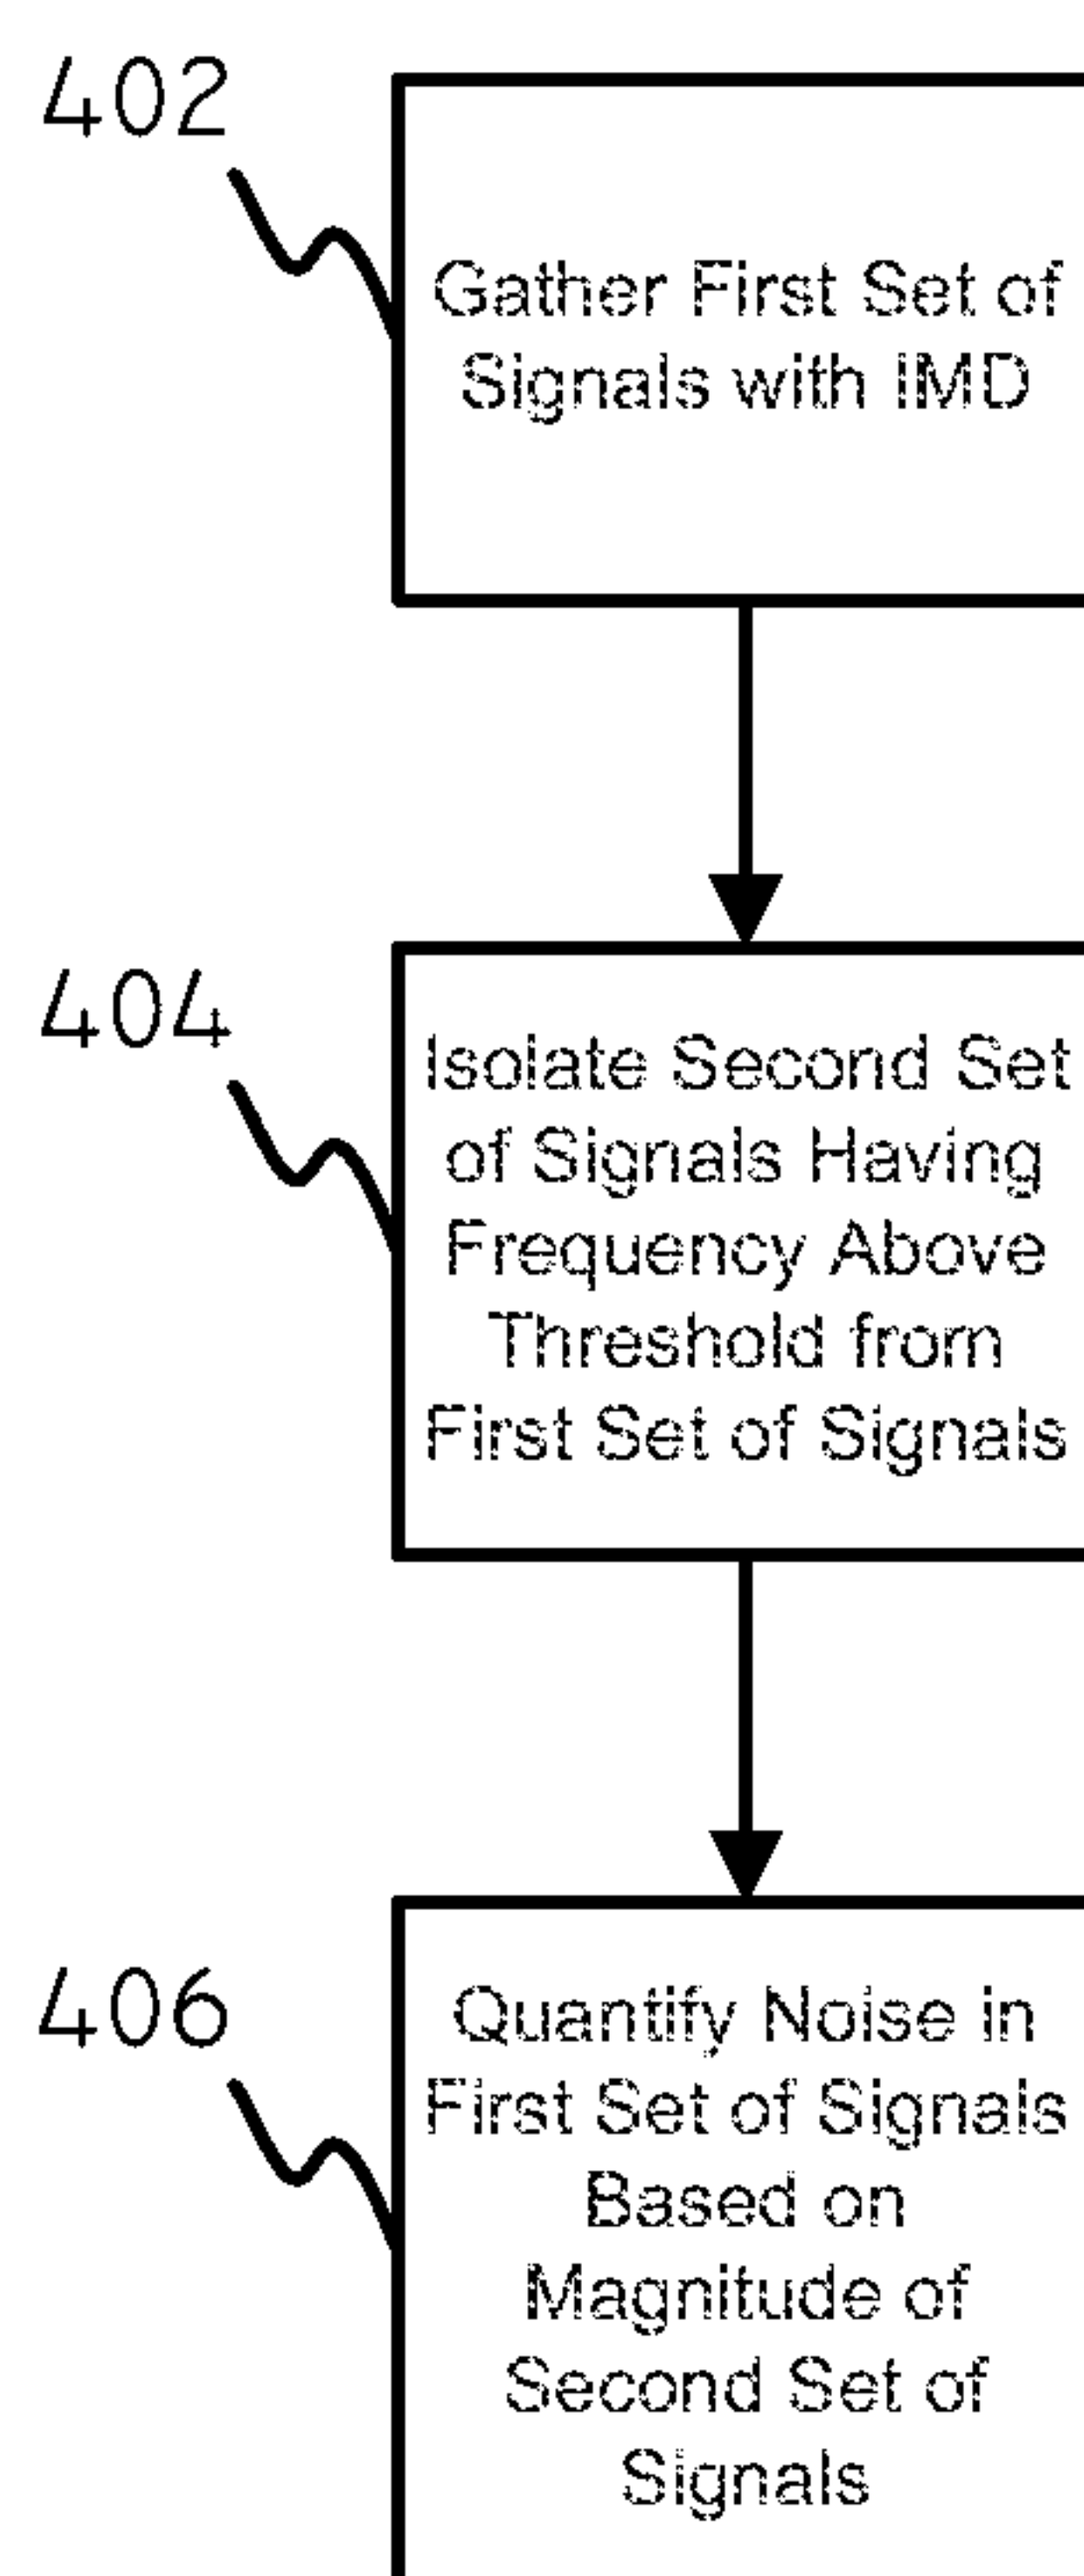 402
Gather First Set of
Signals with IMD
404
Isolate Second Set
of Signals Having
Frequency Above
Threshold from
First Set of Signals
406
Quantify Noise in
First Set of Signals
Based on
Magnitude of
Second Set of
Signals